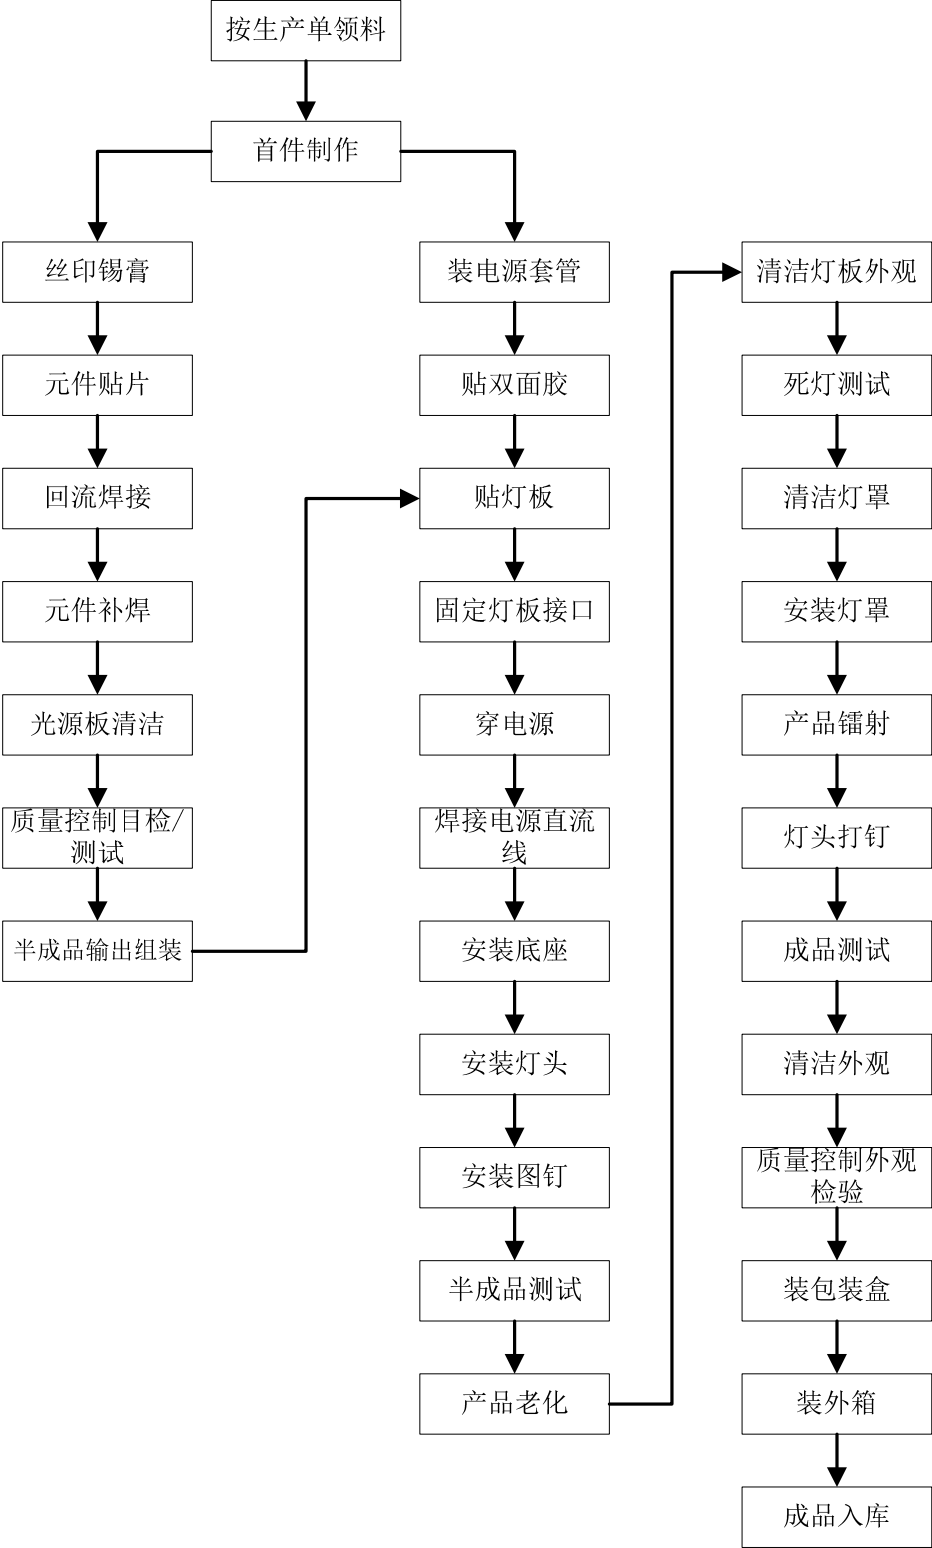 按生产单领料
首件制作
丝印锡膏
元件贴片
回流焊接
元件补焊
光源板清洁
质量控制目检/
测试
半成品输出组装
装电源套管
贴双面胶
贴灯板
固定灯板接口
穿电源
焊接电源直流
线
安装底座
安装灯头
安装图钉
半成品测试
产品老化
清洁灯板外观
死灯测试
清洁灯罩
安装灯罩
产品镭射
灯头打钉
成品测试
清洁外观
质量控制外观
检验
装包装盒
装外箱
成品入库